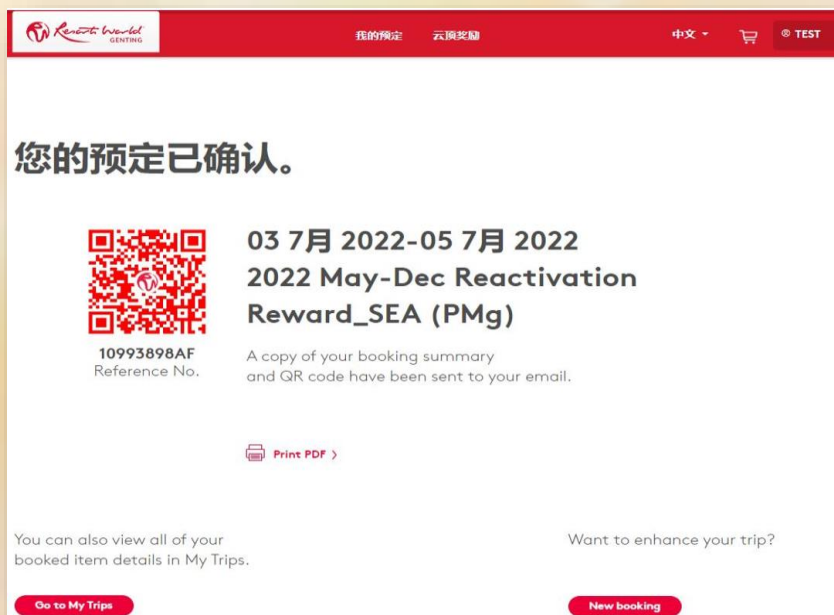 Resorts World
GENTING
我的预定
云顶奖励
中文
® TEST
您的预定已确认。
03 7月 2022-05 7月 2022
2022 May-Dec Reactivation
Reward_SEA (PMg)
10993898AF
Reference No.
A copy of your booking summary
and QR code have been sent to your email.
Print PDF >
You can also view all of your
booked item details in My Trips.
Want to enhance your trip?
Go to My Trips
New booking